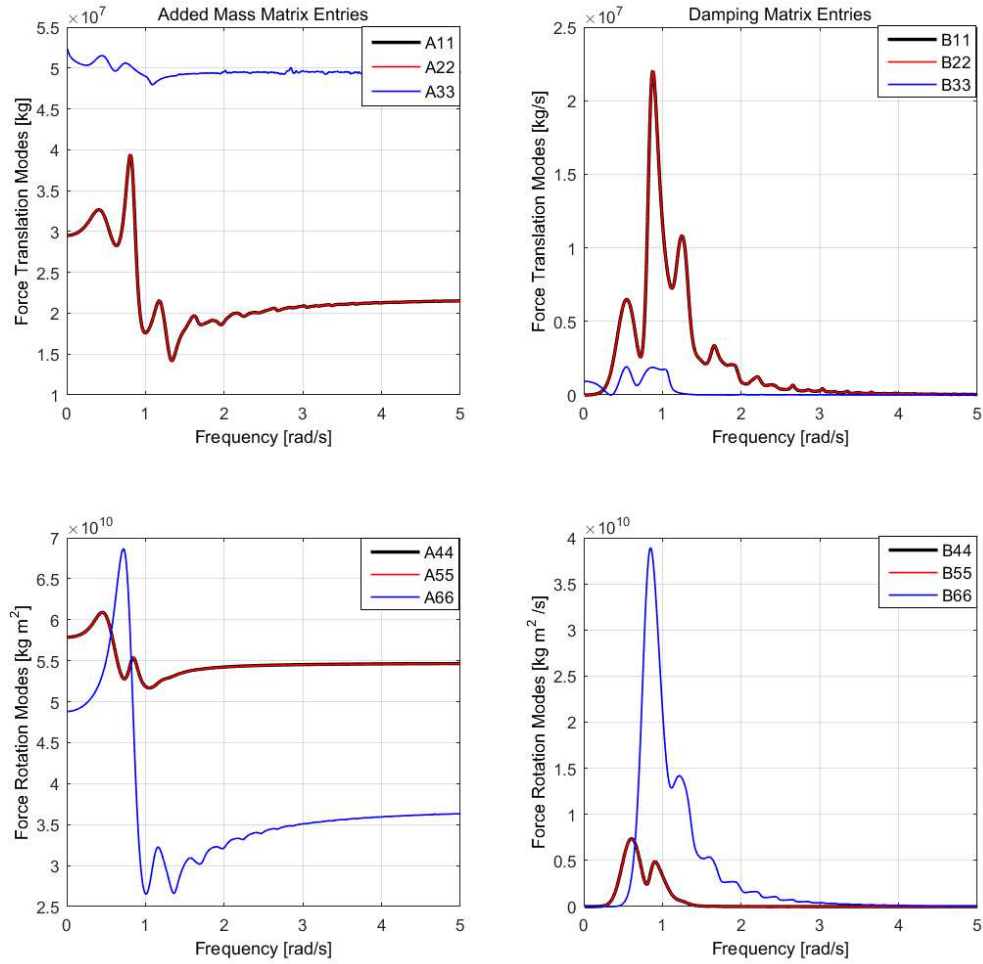 Added Mass Matrix Entries
×10^7
5.5
5
4.5
4
3.5
3
2.5
2
1.5
1
0 1 2 3 4 5
Force Translation Modes [kg]
Frequency [rad/s]
A11
A22
A33
Damping Matrix Entries
×10^7
2.5
2
1.5
1
0.5
0
0 1 2 3 4 5
Force Translation Modes [kg/s]
Frequency [rad/s]
B11
B22
B33
×10^10
7
6.5
6
5.5
5
4.5
4
3.5
3
2.5
0 1 2 3 4 5
Force Rotation Modes [kg m^2]
Frequency [rad/s]
A44
A55
A66
×10^10
4
3.5
3
2.5
2
1.5
1
0.5
0
0 1 2 3 4 5
Force Rotation Modes [kg m^2 /s]
Frequency [rad/s]
B44
B55
B66